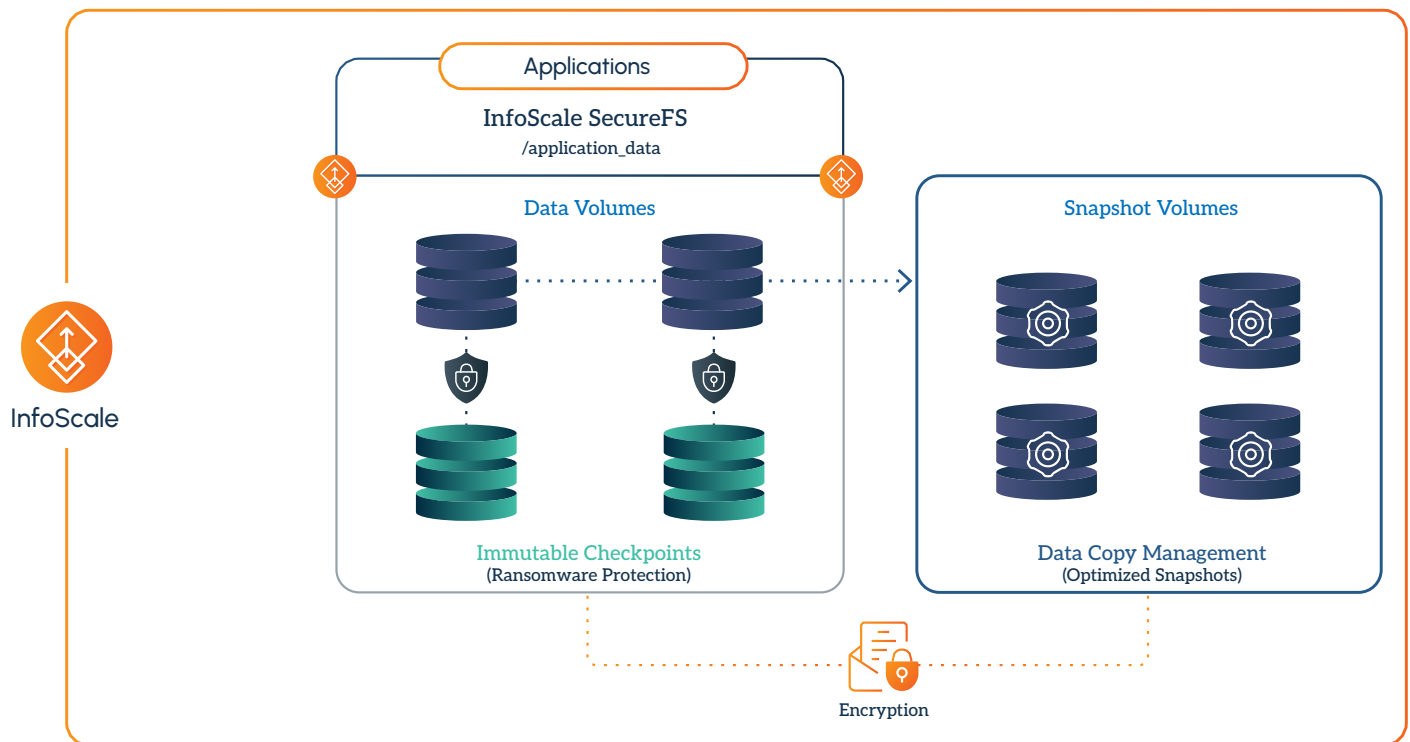 Applications
InfoScale SecureFS
/application_data
Data Volumes
Snapshot Volumes
InfoScale
Immutable Checkpoints
(Ransomware Protection)
Data Copy Management
(Optimized Snapshots)
Encryption